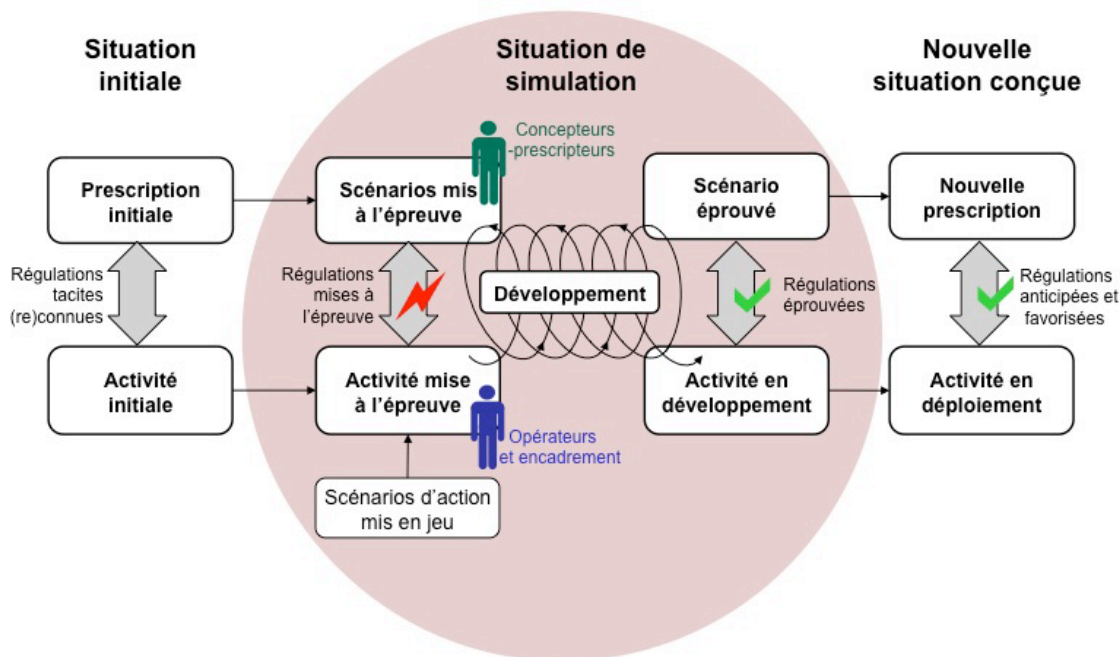 Situation
initiale
Situation de
simulation
Nouvelle
situation conçue
Concepteurs
-prescripteurs
Prescription
initiale
Scénarios mis
à l'épreuve
Scénario
éprouvé
Nouvelle
prescription
Régulations
tacites
(re)connues
Régulations
mises à
l'épreuve
Développement
Régulations
éprouvées
Régulations
anticipées et
favorisées
Activité
initiale
Activité mise
à l'épreuve
Activité en
développement
Activité en
déploiement
Opérateurs
et encadrement
Scénarios d'action
mis en jeu